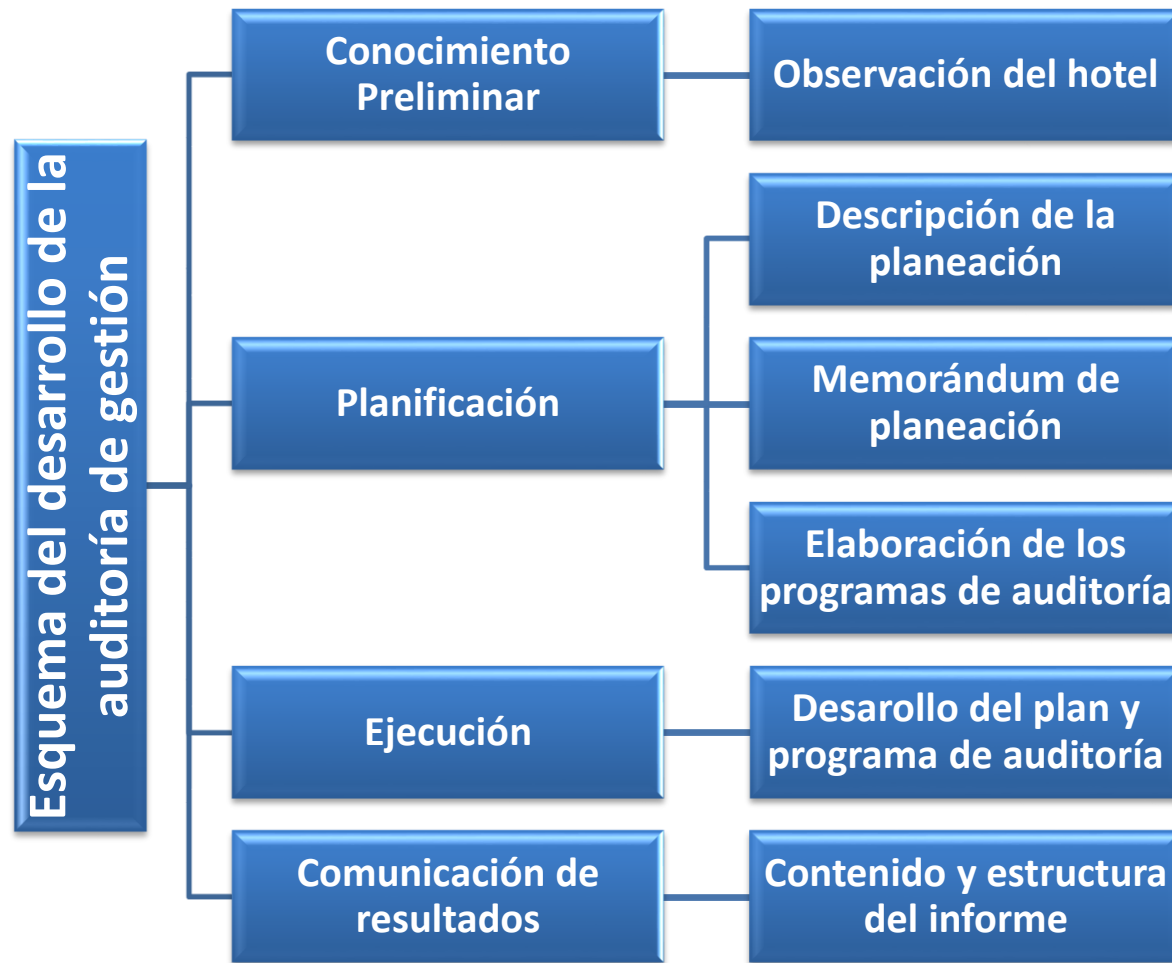 Esquema del desarrollo de la
auditoría de gestión
Conocimiento
Preliminar
Observación del hotel
Planificación
Descripción de la
planeación
Memorándum de
planeación
Elaboración de los
programas de auditoría
Ejecución
Desarollo del plan y
programa de auditoría
Comunicación de
resultados
Contenido y estructura
del informe